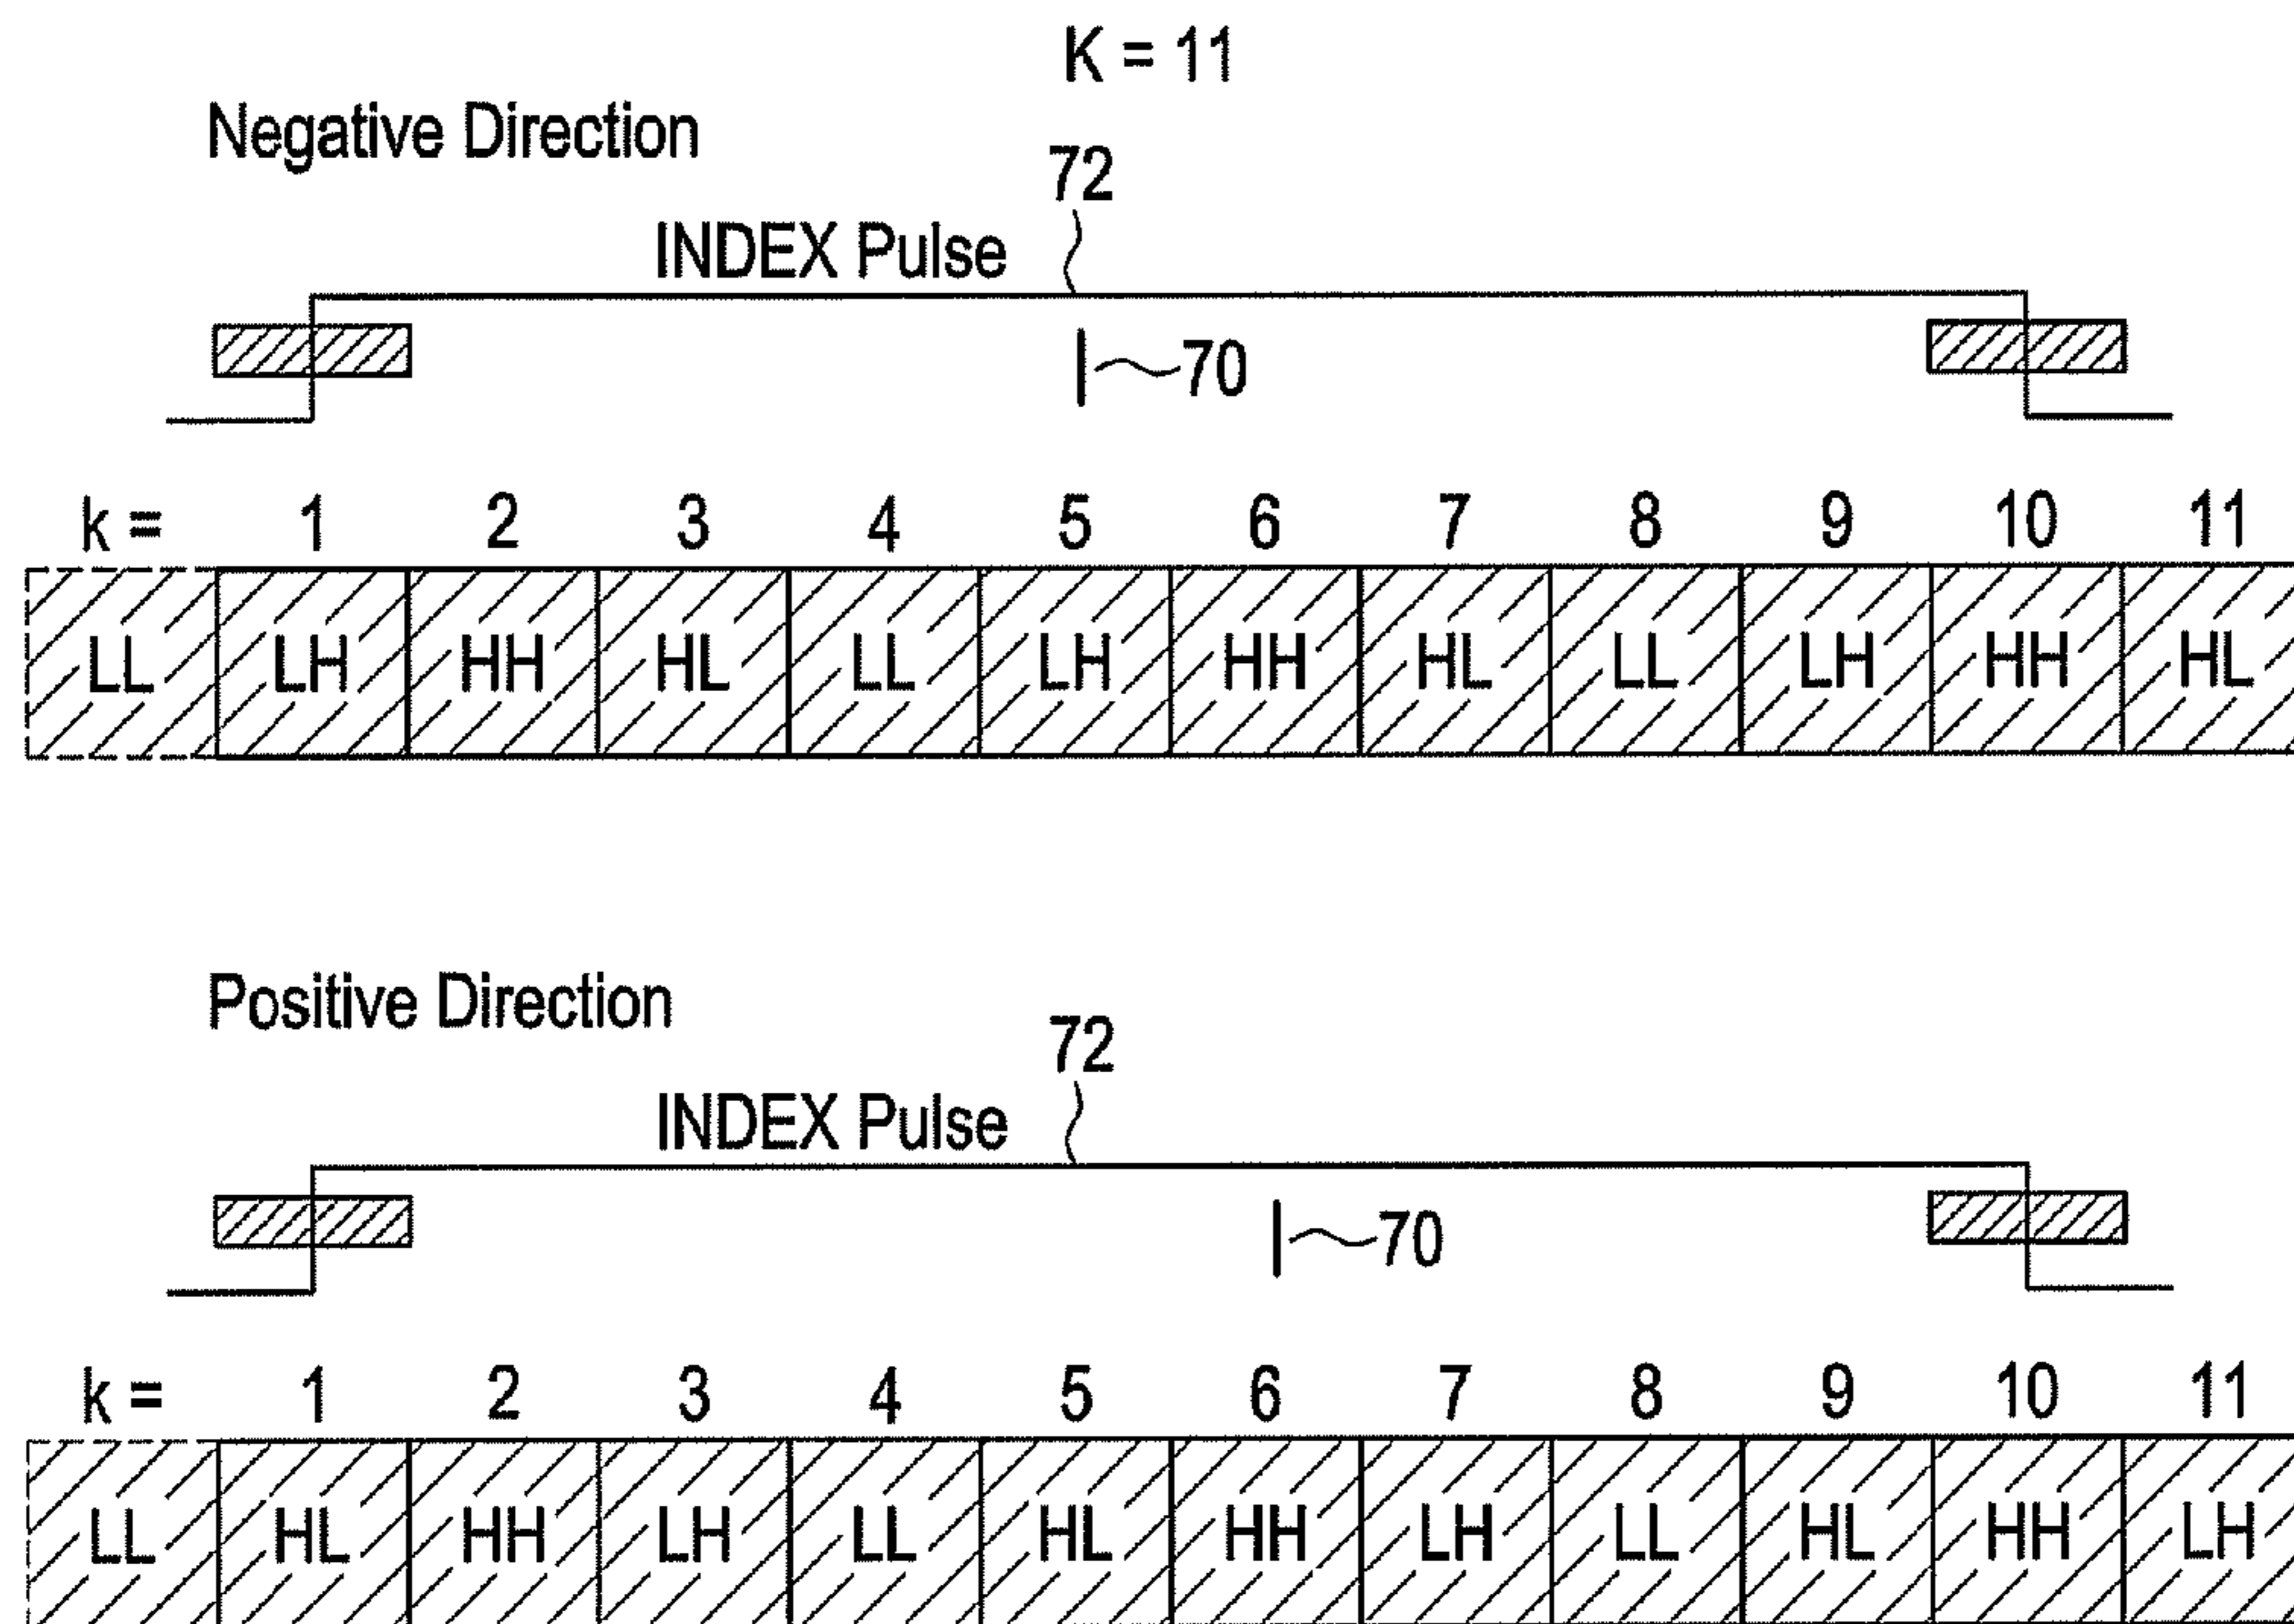 K = 11
Negative Direction
72
INDEX Pulse
70
k = 1 2 3 4 5 6 7 8 9 10 11
LL LH HH HL LL LH HH HL LL LH HH HL
Positive Direction
72
INDEX Pulse
70
k = 1 2 3 4 5 6 7 8 9 10 11
LL HL HH LH LL HL HH LH LL HL HH LH